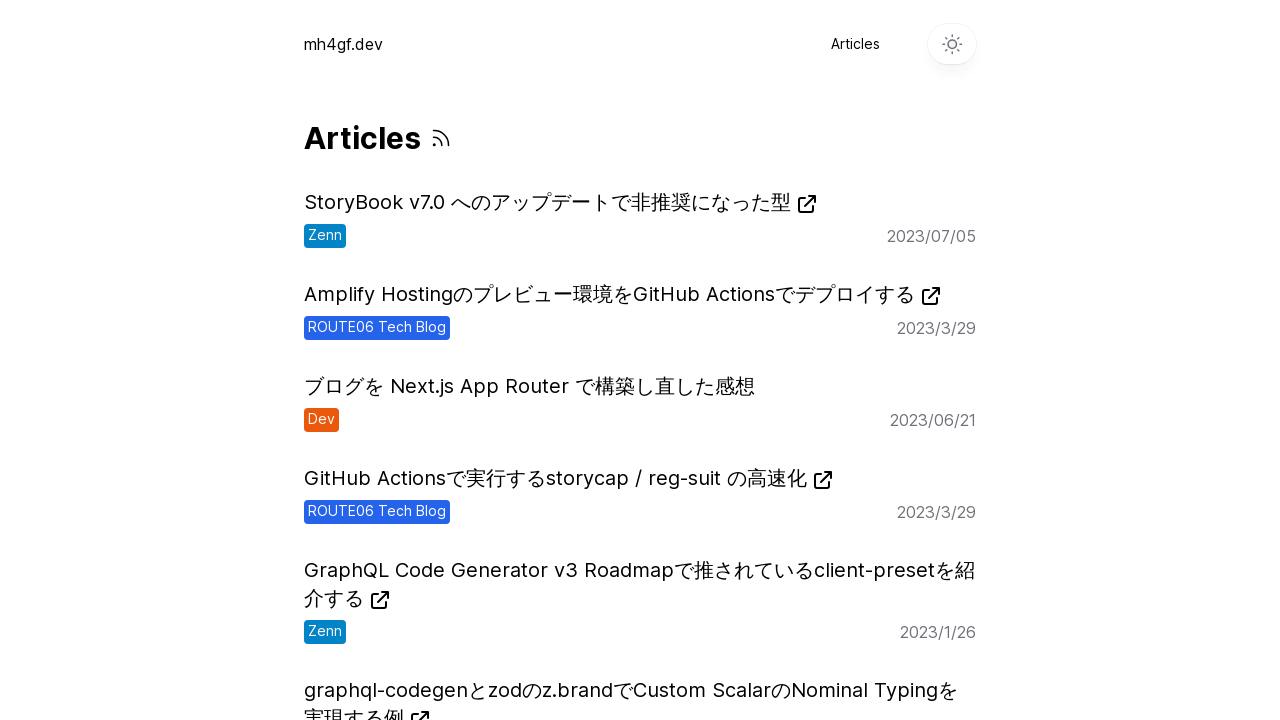 mh4gf.dev
Articles
Articles
StoryBook v7.0 へのアップデートで非推奨になった型
Zenn
2023/07/05
Amplify Hostingのプレビュー環境をGitHub Actionsでデプロイする
ROUTE06 Tech Blog
2023/3/29
ブログを Next.js App Router で構築し直した感想
Dev
2023/06/21
GitHub Actionsで実行するstorycap / reg-suit の高速化
ROUTE06 Tech Blog
2023/3/29
GraphQL Code Generator v3 Roadmapで推されているclient-presetを紹
介する
Zenn
2023/1/26
graphql-codegenとzodのz.brandでCustom ScalarのNominal Typingを
実現する例